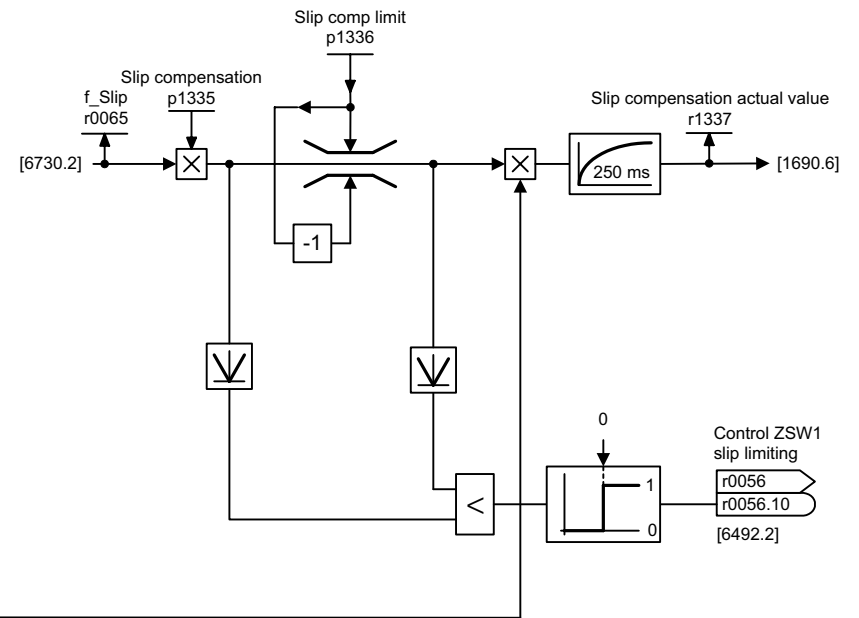 Slip comp limit
p1336
Slip compensation
p1335
f_Slip
r0065
Slip compensation actual value
r1337
[6730.2]
250 ms
[1690.6]
-1
0
Control ZSW1
slip limiting
1
r0056
<
r0056.10
0
[6492.2]